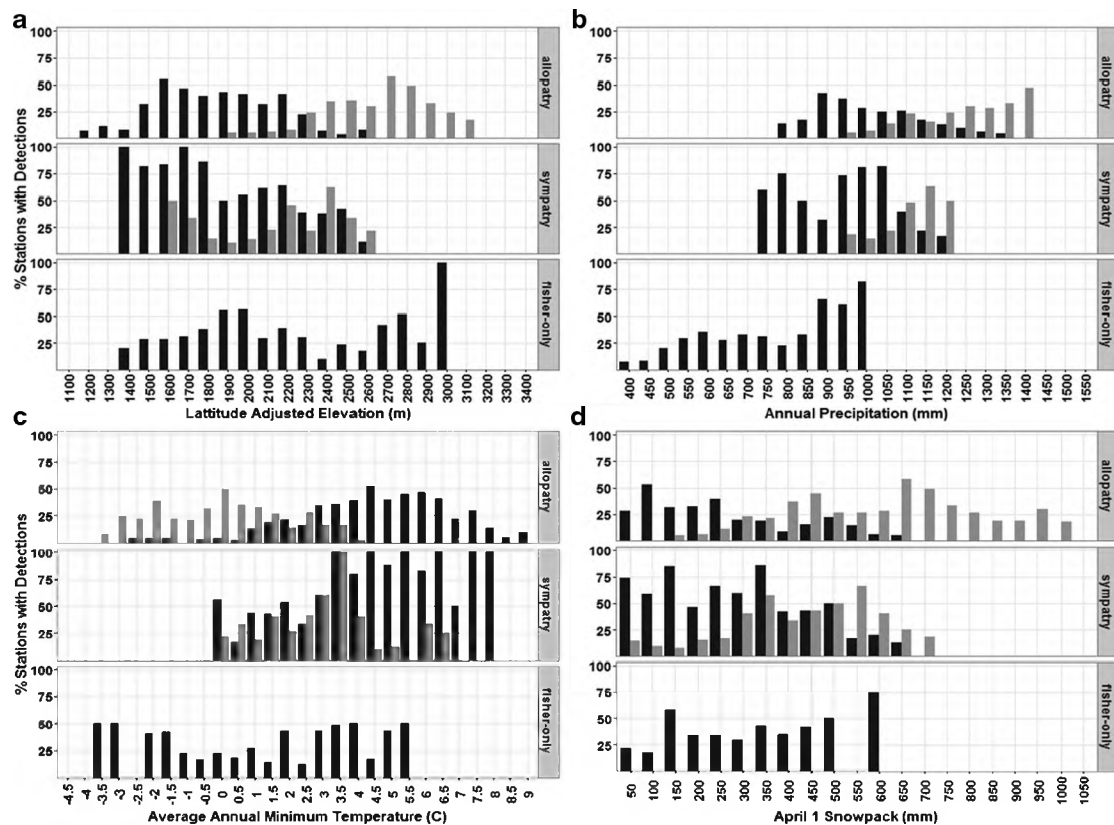 a
% Stations with Detections
100
75
50
25
allopatry
100
75
50
25
sympatry
100
75
50
25
fisher-only
1100 1200 1300 1400 1500 1600 1700 1800 1900 2000 2100 2200 2300 2400 2500 2600 2700 2800 2900 3000 3100 3200 3300 3400
Lattitude Adjusted Elevation (m)
b
100
75
50
25
allopatry
100
75
50
25
sympatry
100
75
50
25
fisher-only
400 450 500 550 600 650 700 750 800 850 900 950 1000 1050 1100 1150 1200 1250 1300 1350 1400 1450 1500 1550
Annual Precipitation (mm)
c
% Stations with Detections
100
75
50
25
allopatry
100
75
50
25
sympatry
100
75
50
25
fisher-only
-4.5 -4 -3.5 -3 -2.5 -2 -1.5 -1 -0.5 0 0.5 1 1.5 2 2.5 3 3.5 4 4.5 5 5.5 6 6.5 7 7.5 8 8.5 9
Average Annual Minimum Temperature (C)
d
100
75
50
25
allopatry
100
75
50
25
sympatry
100
75
50
25
fisher-only
50 100 150 200 250 300 350 400 450 500 550 600 650 700 750 800 850 900 950 1000 1050
April 1 Snowpack (mm)